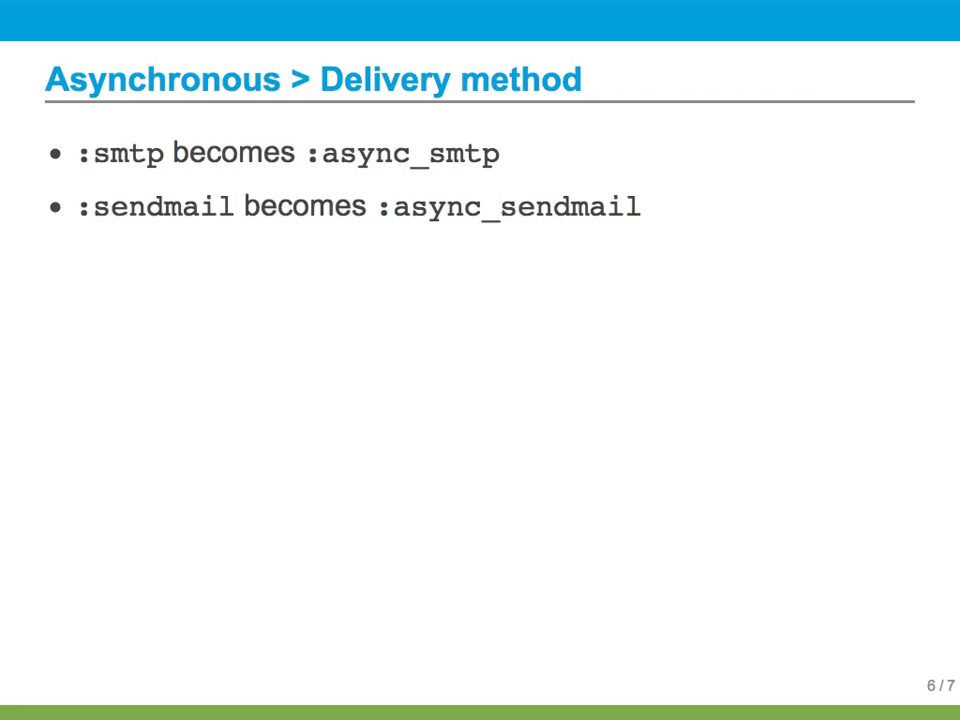 Asynchronous > Delivery method
• :smtp becomes :async_smtp
• :sendmail becomes :async_sendmail
6 / 7